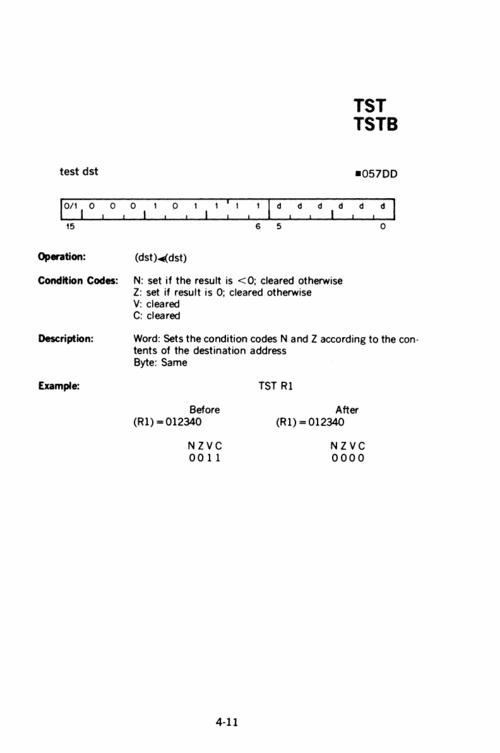 TST
TSTB
test dst ■057DD
0/1 0 0 0 1 0 1 1 1 1 d d d d d d
15 6 5 0
Operation: (dst)◄(dst)
Condition Codes: N: set if the result is <0; cleared otherwise
Z: set if result is 0; cleared otherwise
V: cleared
C: cleared
Description: Word: Sets the condition codes N and Z according to the con-
tents of the destination address
Byte: Same
Example: TST R1
Before After
(R1) = 012340 (R1) = 012340
N Z V C N Z V C
0 0 1 1 0 0 0 0
4-11